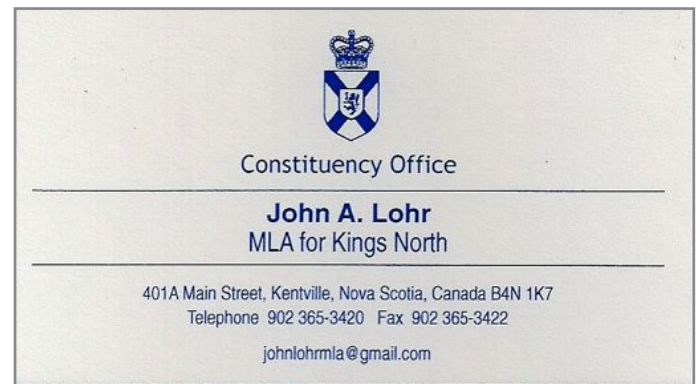 Constituency Office
John A. Lohr
MLA for Kings North
401A Main Street, Kentville, Nova Scotia, Canada B4N 1K7
Telephone 902 365-3420 Fax 902 365-3422
johnlohrmla@gmail.com